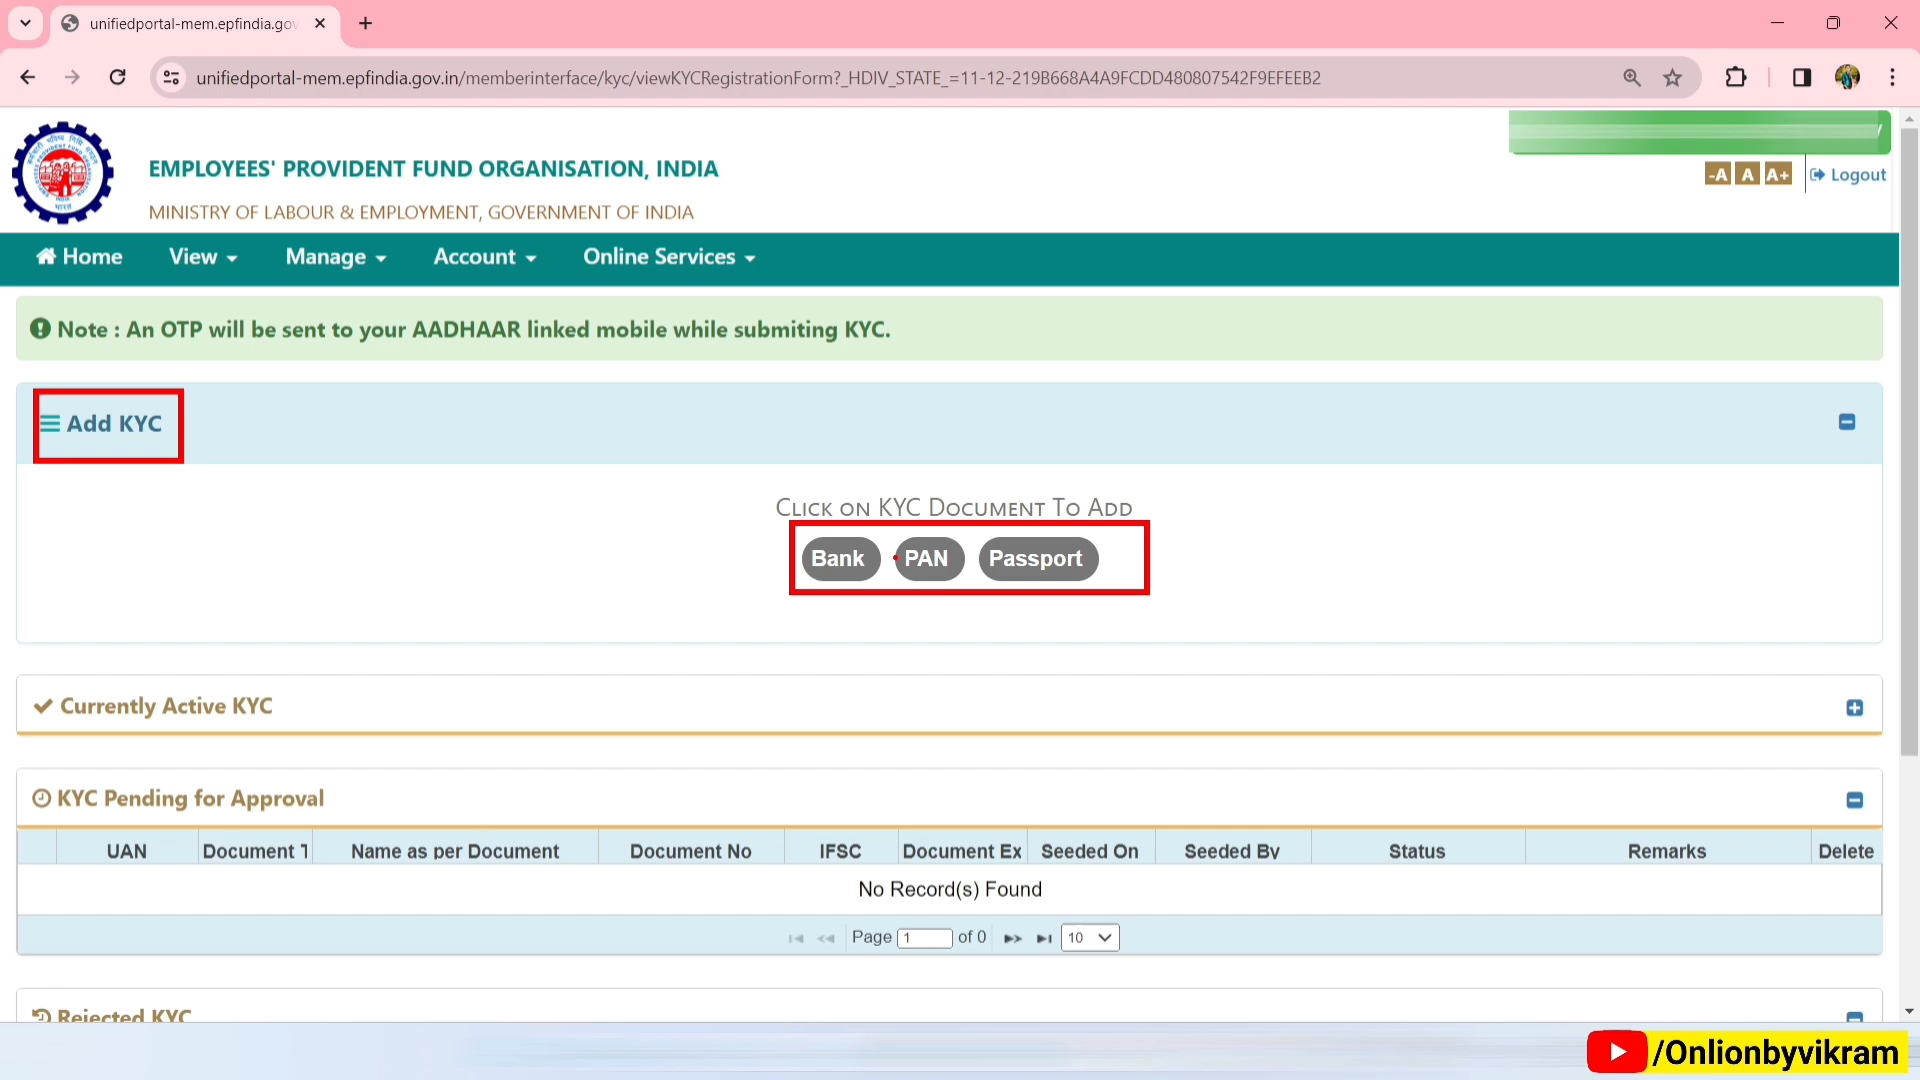 unifiedportal-mem.epfindia.gov
unifiedportal-mem.epfindia.gov.in/memberinterface/kyc/viewKYCRegistrationForm?_HDIV_STATE_=11-12-219B668A4A9FCDD480807542F9EFEEB2
EMPLOYEES' PROVIDENT FUND ORGANISATION, INDIA
MINISTRY OF LABOUR & EMPLOYMENT, GOVERNMENT OF INDIA
-A A A+ Logout
Home View Manage Account Online Services
Note : An OTP will be sent to your AADHAAR linked mobile while submiting KYC.
Add KYC
Click on KYC Document To Add
Bank PAN Passport
Currently Active KYC
KYC Pending for Approval
UAN Document T Name as per Document Document No IFSC Document Ex Seeded On Seeded By Status Remarks Delete
No Record(s) Found
Page 1 of 0 10
Rejected KYC
/Onlionbyvikram